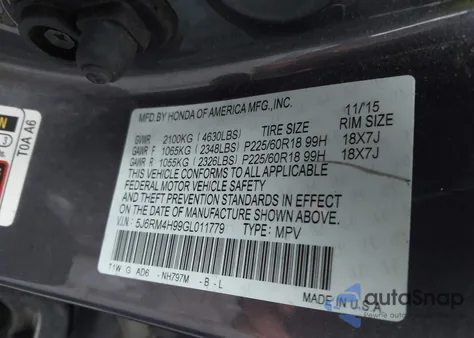 MFD.BY HONDA OF AMERICA MFG.,INC. 11/15
TIRE SIZE RIM SIZE
GVWR 2100KG (4630LBS)
GAWR F 1065KG (2348LBS) P225/60R18 99H 18X7J
GAWR R 1055KG (2326LBS) P225/60R18 99H 18X7J
THIS VEHICLE CONFORMS TO ALL APPLICABLE
FEDERAL MOTOR VEHICLE SAFETY
AND THEFT PREVENTION STANDARDS IN EFFECT
ON THE DATE OF MANUFACTURE SHOWN ABOVE.
V.I.N: 5J6RM4H99GL011779 TYPE: MPV
T1W G AD6 -NH797M -B-L
MADE IN U.S.A
T0A A6
autoSnap